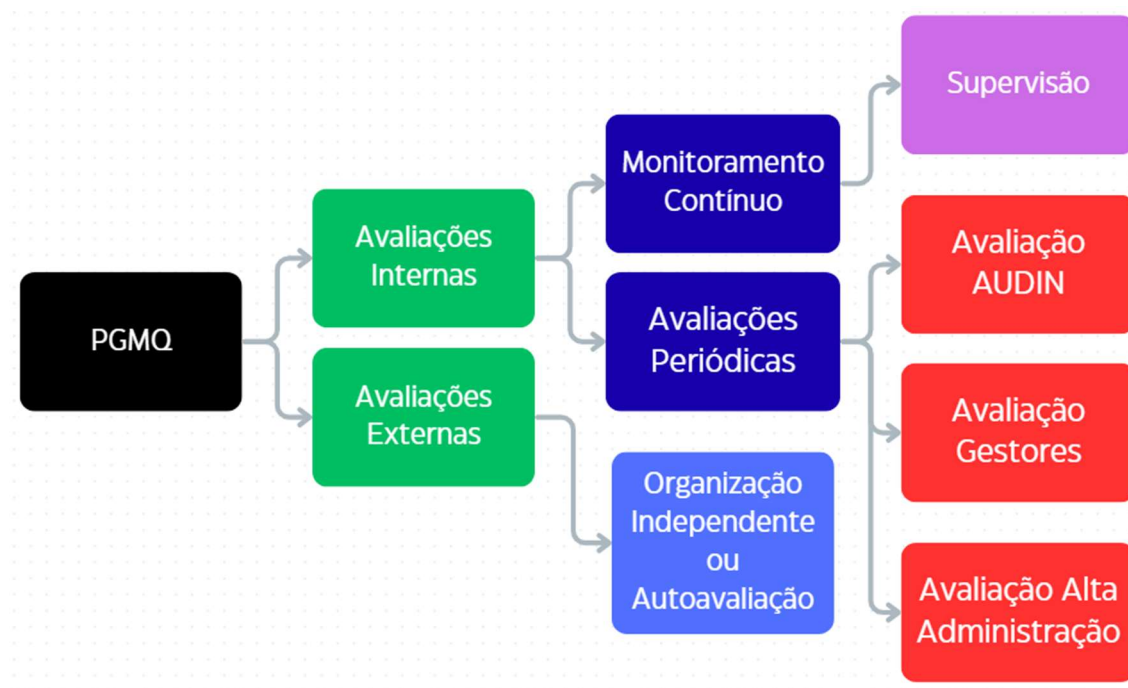 PGMQ
Avaliações
Internas
Avaliações
Externas
Monitoramento
Contínuo
Avaliações
Periódicas
Organização
Independente
ou
Autoavaliação
Supervisão
Avaliação
AUDIN
Avaliação
Gestores
Avaliação Alta
Administração